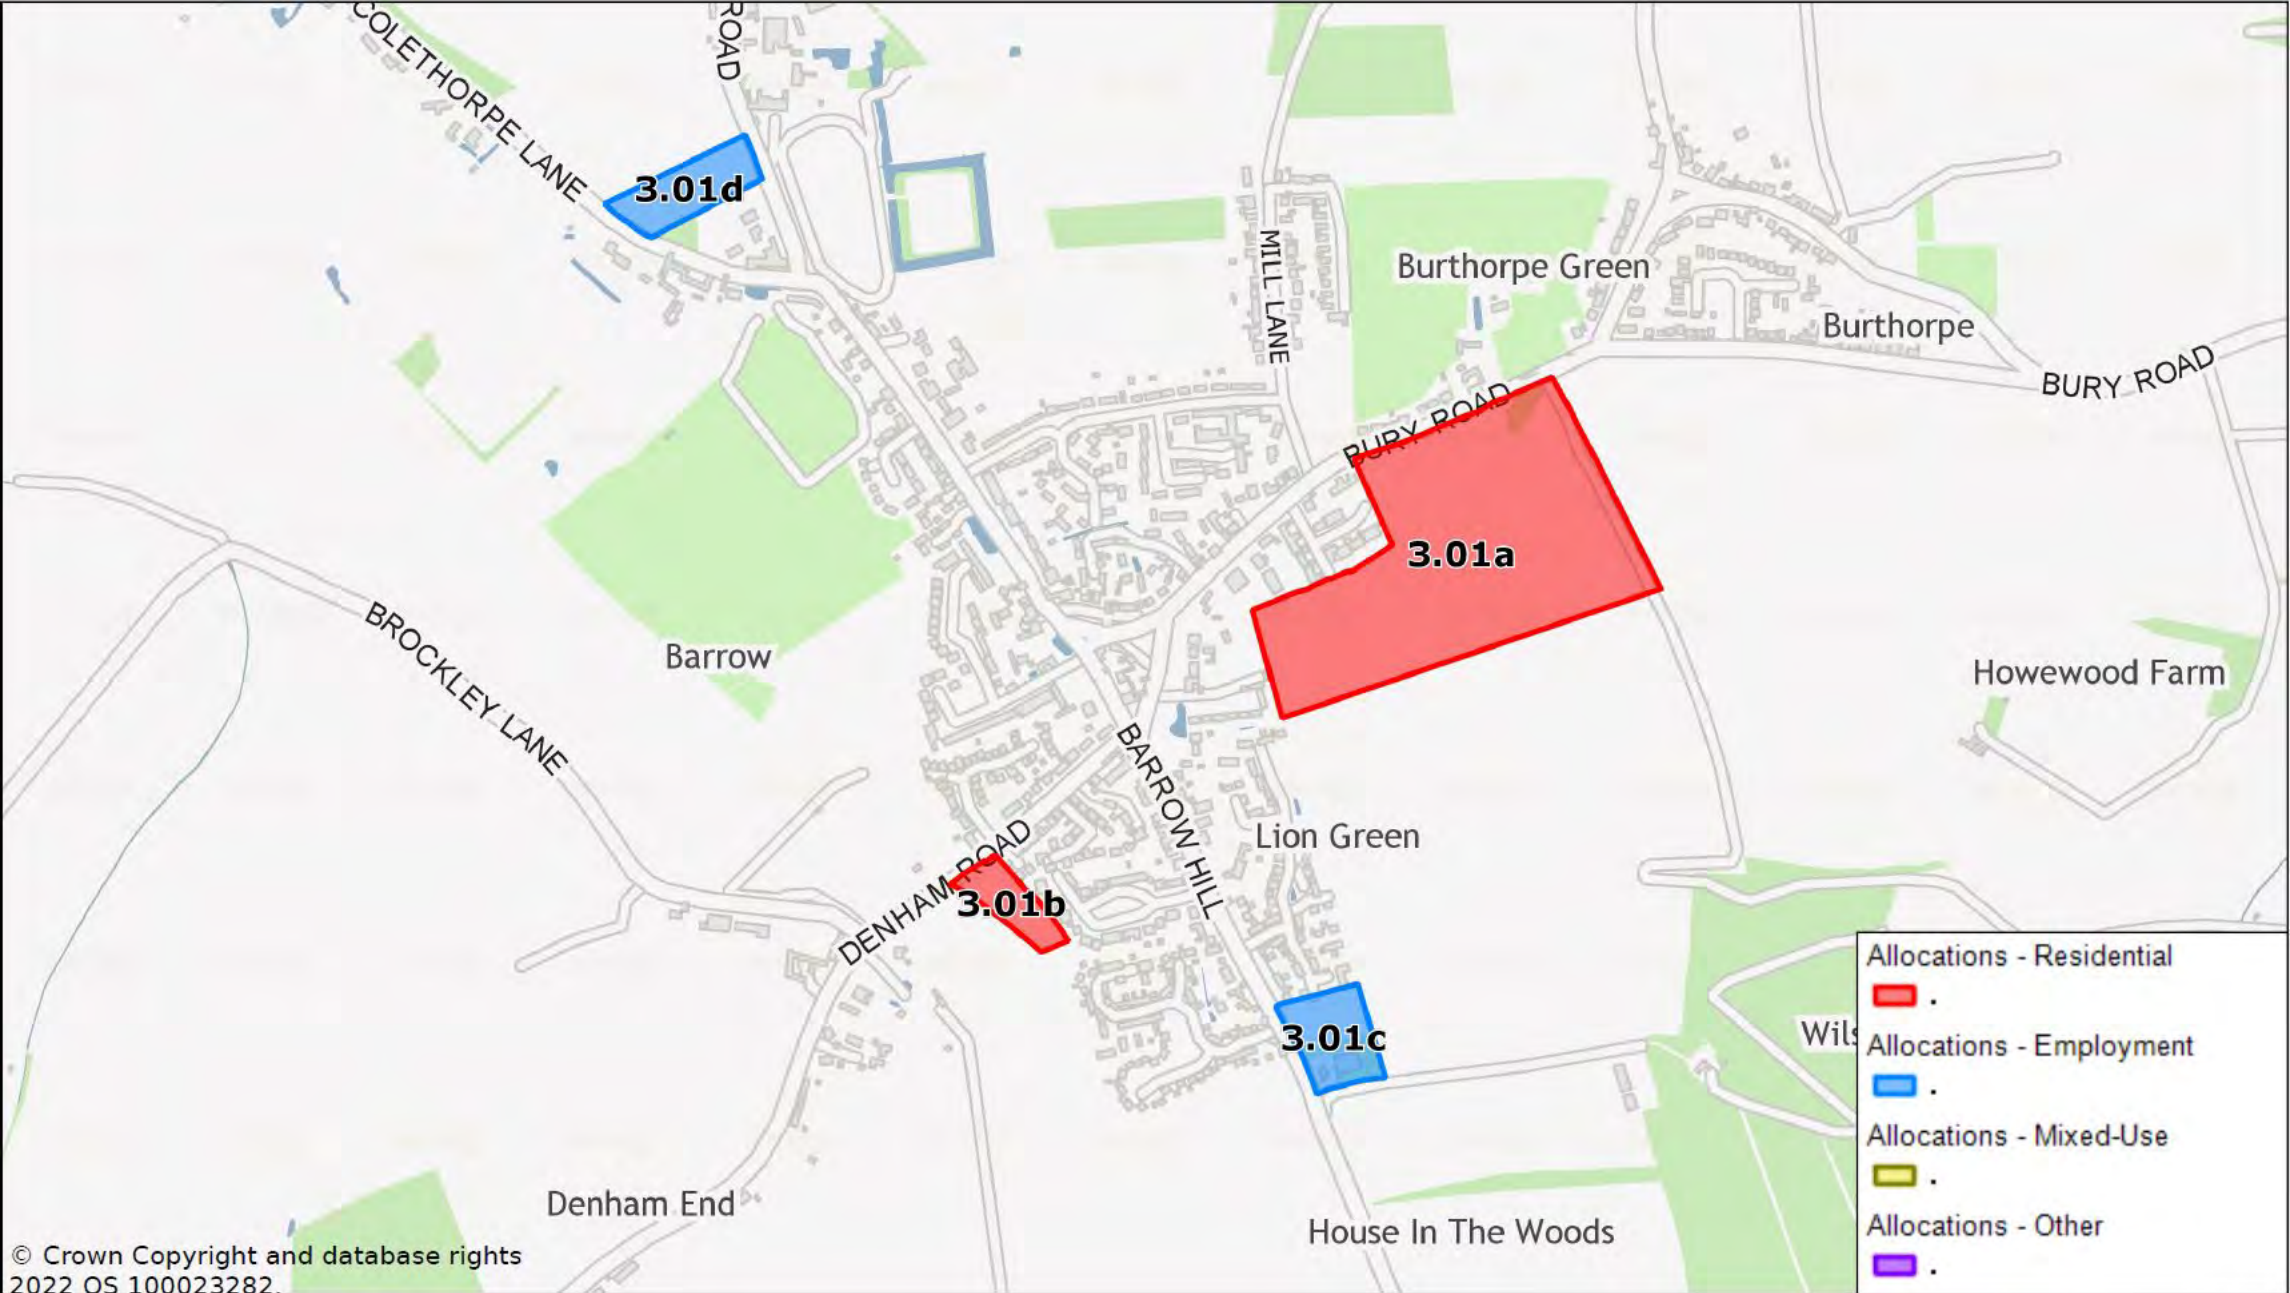 COLETHORPE LANE
ROAD
3.01d
MILL LANE
Burthorpe Green
Burthorpe
BURY ROAD
BURY ROAD
3.01a
BROCKLEY LANE
Barrow
Howewood Farm
BARROW HILL
Lion Green
DENHAM ROAD
3.01b
3.01c
Wils
Denham End
House In The Woods
Allocations - Residential
.
Allocations - Employment
.
Allocations - Mixed-Use
.
Allocations - Other
.
© Crown Copyright and database rights
2022 OS 100023282.